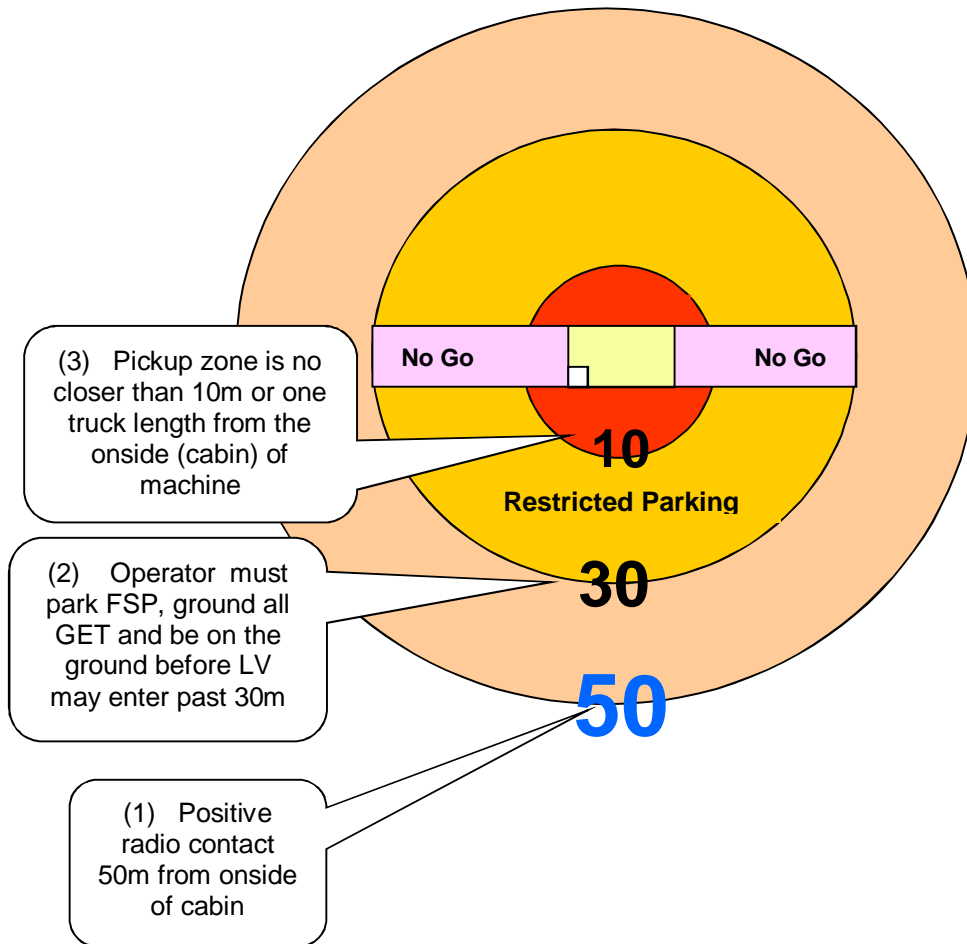 No Go
No Go
(3) Pickup zone is no
closer than 10m or one
truck length from the
onside (cabin) of
machine
10
Restricted Parking
(2) Operator must
park FSP, ground all
GET and be on the
ground before LV
may enter past 30m
30
50
(1) Positive
radio contact
50m from onside
of cabin